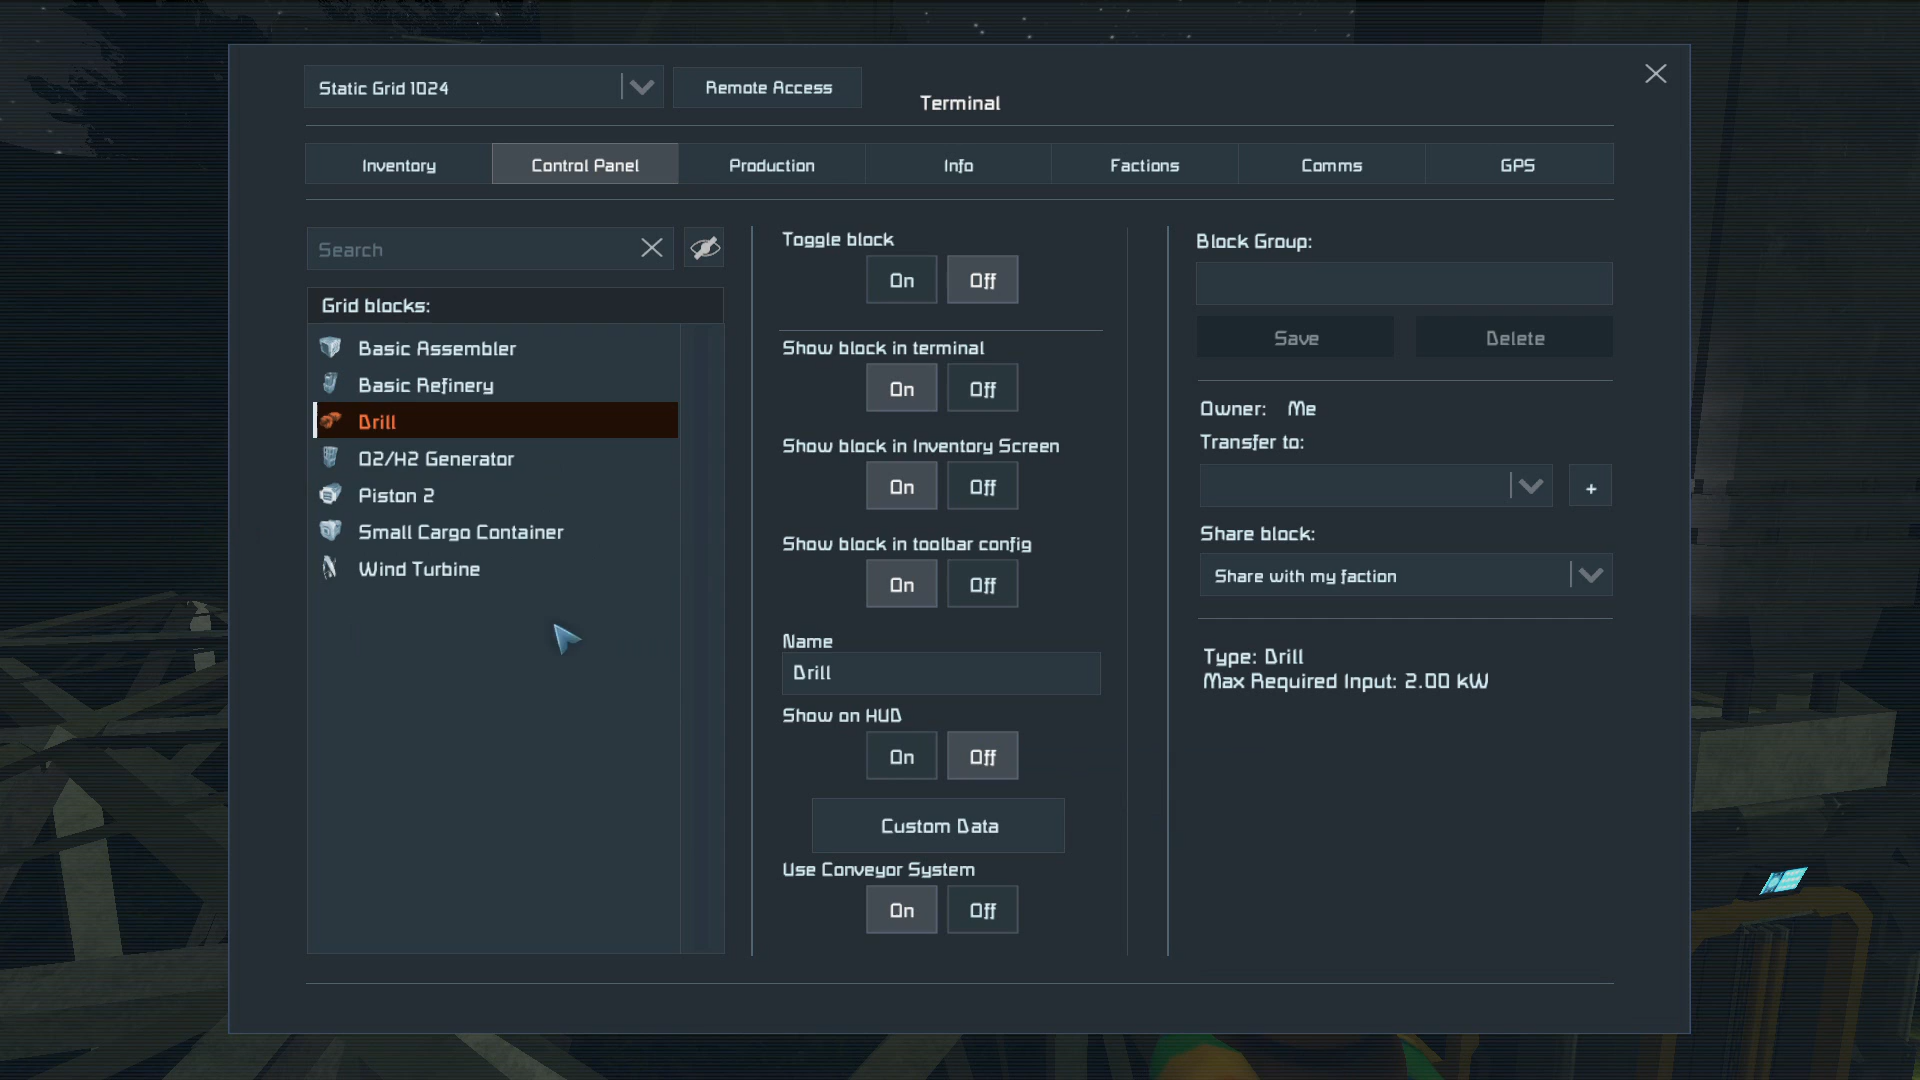 Static Grid 1024
Remote Access
Terminal
Inventory
Control Panel
Production
Info
Factions
Comms
GPS
Search
Grid blocks:
Basic Assembler
Basic Refinery
Drill
O2/H2 Generator
Piston 2
Small Cargo Container
Wind Turbine
Toggle block
On Off
Show block in terminal
On Off
Show block in Inventory Screen
On Off
Show block in toolbar config
On Off
Name
Drill
Show on HUD
On Off
Custom Data
Use Conveyor System
On Off
Block Group:
Save Delete
Owner: Me
Transfer to:
+
Share block:
Share with my faction
Type: Drill
Max Required Input: 2.00 kW